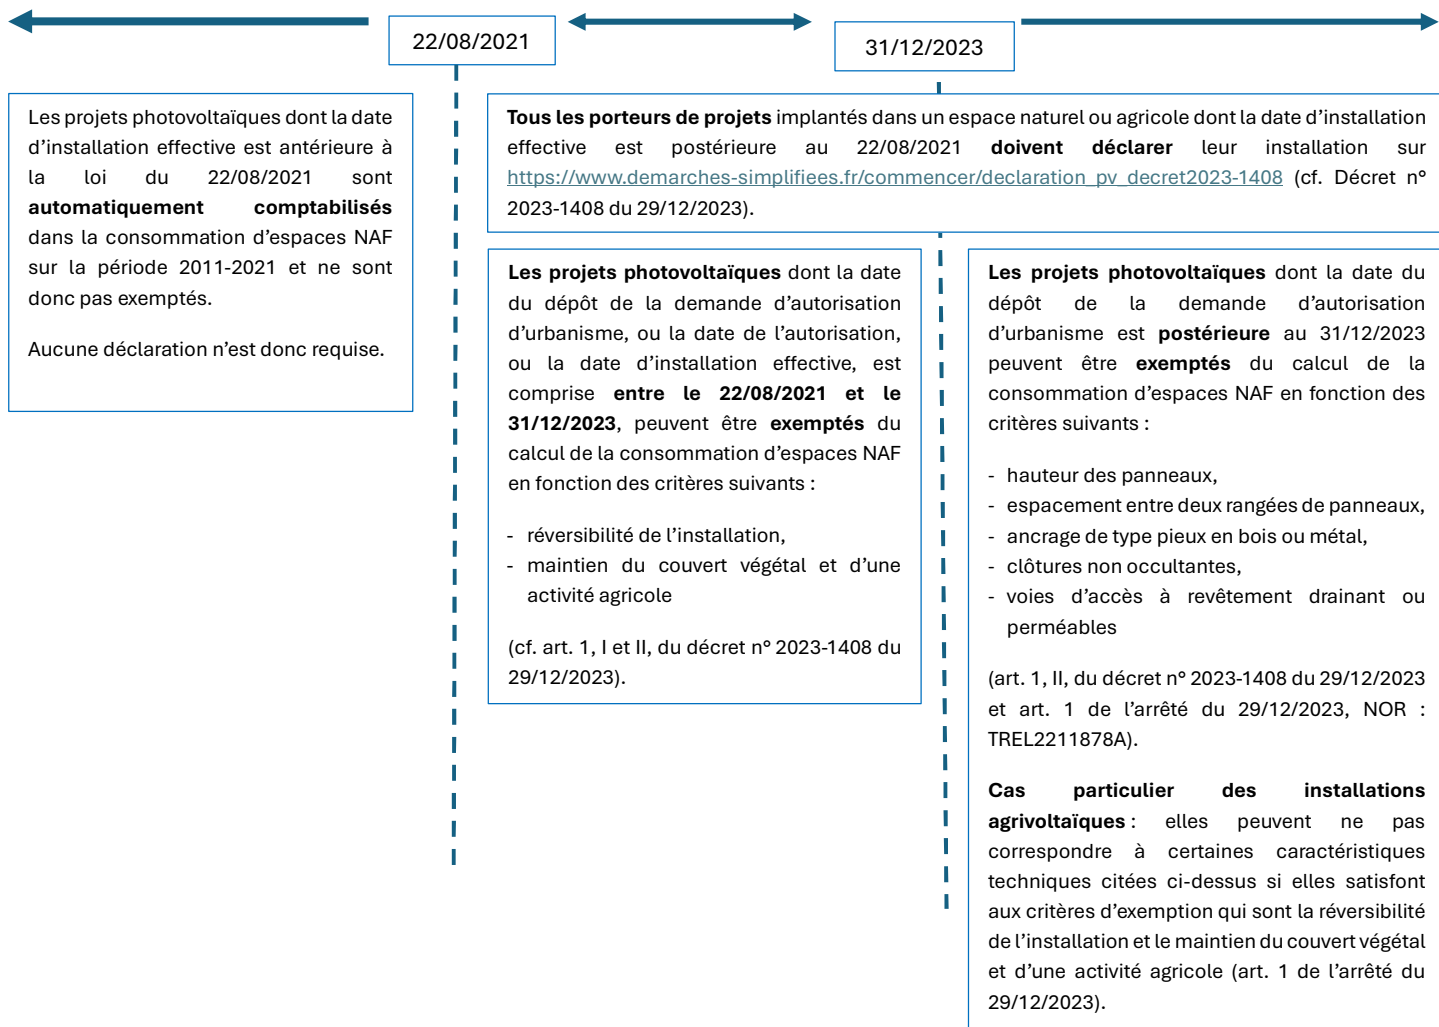 22/08/2021
31/12/2023
Les projets photovoltaïques dont la date
d’installation effective est antérieure à
la loi du 22/08/2021 sont
automatiquement comptabilisés
dans la consommation d’espaces NAF
sur la période 2011-2021 et ne sont
donc pas exemptés.
Aucune déclaration n’est donc requise.
Tous les porteurs de projets implantés dans un espace naturel ou agricole dont la date d’installation
effective est postérieure au 22/08/2021 doivent déclarer leur installation sur
https://www.demarches-simplifiees.fr/commencer/declaration_pv_decret2023-1408 (cf. Décret n°
2023-1408 du 29/12/2023).
Les projets photovoltaïques dont la date
du dépôt de la demande d’autorisation
d’urbanisme, ou la date de l’autorisation,
ou la date d’installation effective, est
comprise entre le 22/08/2021 et le
31/12/2023, peuvent être exemptés du
calcul de la consommation d’espaces NAF
en fonction des critères suivants :
- réversibilité de l’installation,
- maintien du couvert végétal et d’une
activité agricole
(cf. art. 1, I et II, du décret n° 2023-1408 du
29/12/2023).
Les projets photovoltaïques dont la date du
dépôt de la demande d’autorisation
d’urbanisme est postérieure au 31/12/2023
peuvent être exemptés du calcul de la
consommation d’espaces NAF en fonction des
critères suivants :
- hauteur des panneaux,
- espacement entre deux rangées de panneaux,
- ancrage de type pieux en bois ou métal,
- clôtures non occultantes,
- voies d’accès à revêtement drainant ou
perméables
(art. 1, II, du décret n° 2023-1408 du 29/12/2023
et art. 1 de l’arrêté du 29/12/2023, NOR :
TREL2211878A).
Cas particulier des installations
agrivoltaïques : elles peuvent ne pas
correspondre à certaines caractéristiques
techniques citées ci-dessus si elles satisfont
aux critères d’exemption qui sont la réversibilité
de l’installation et le maintien du couvert végétal
et d’une activité agricole (art. 1 de l’arrêté du
29/12/2023).